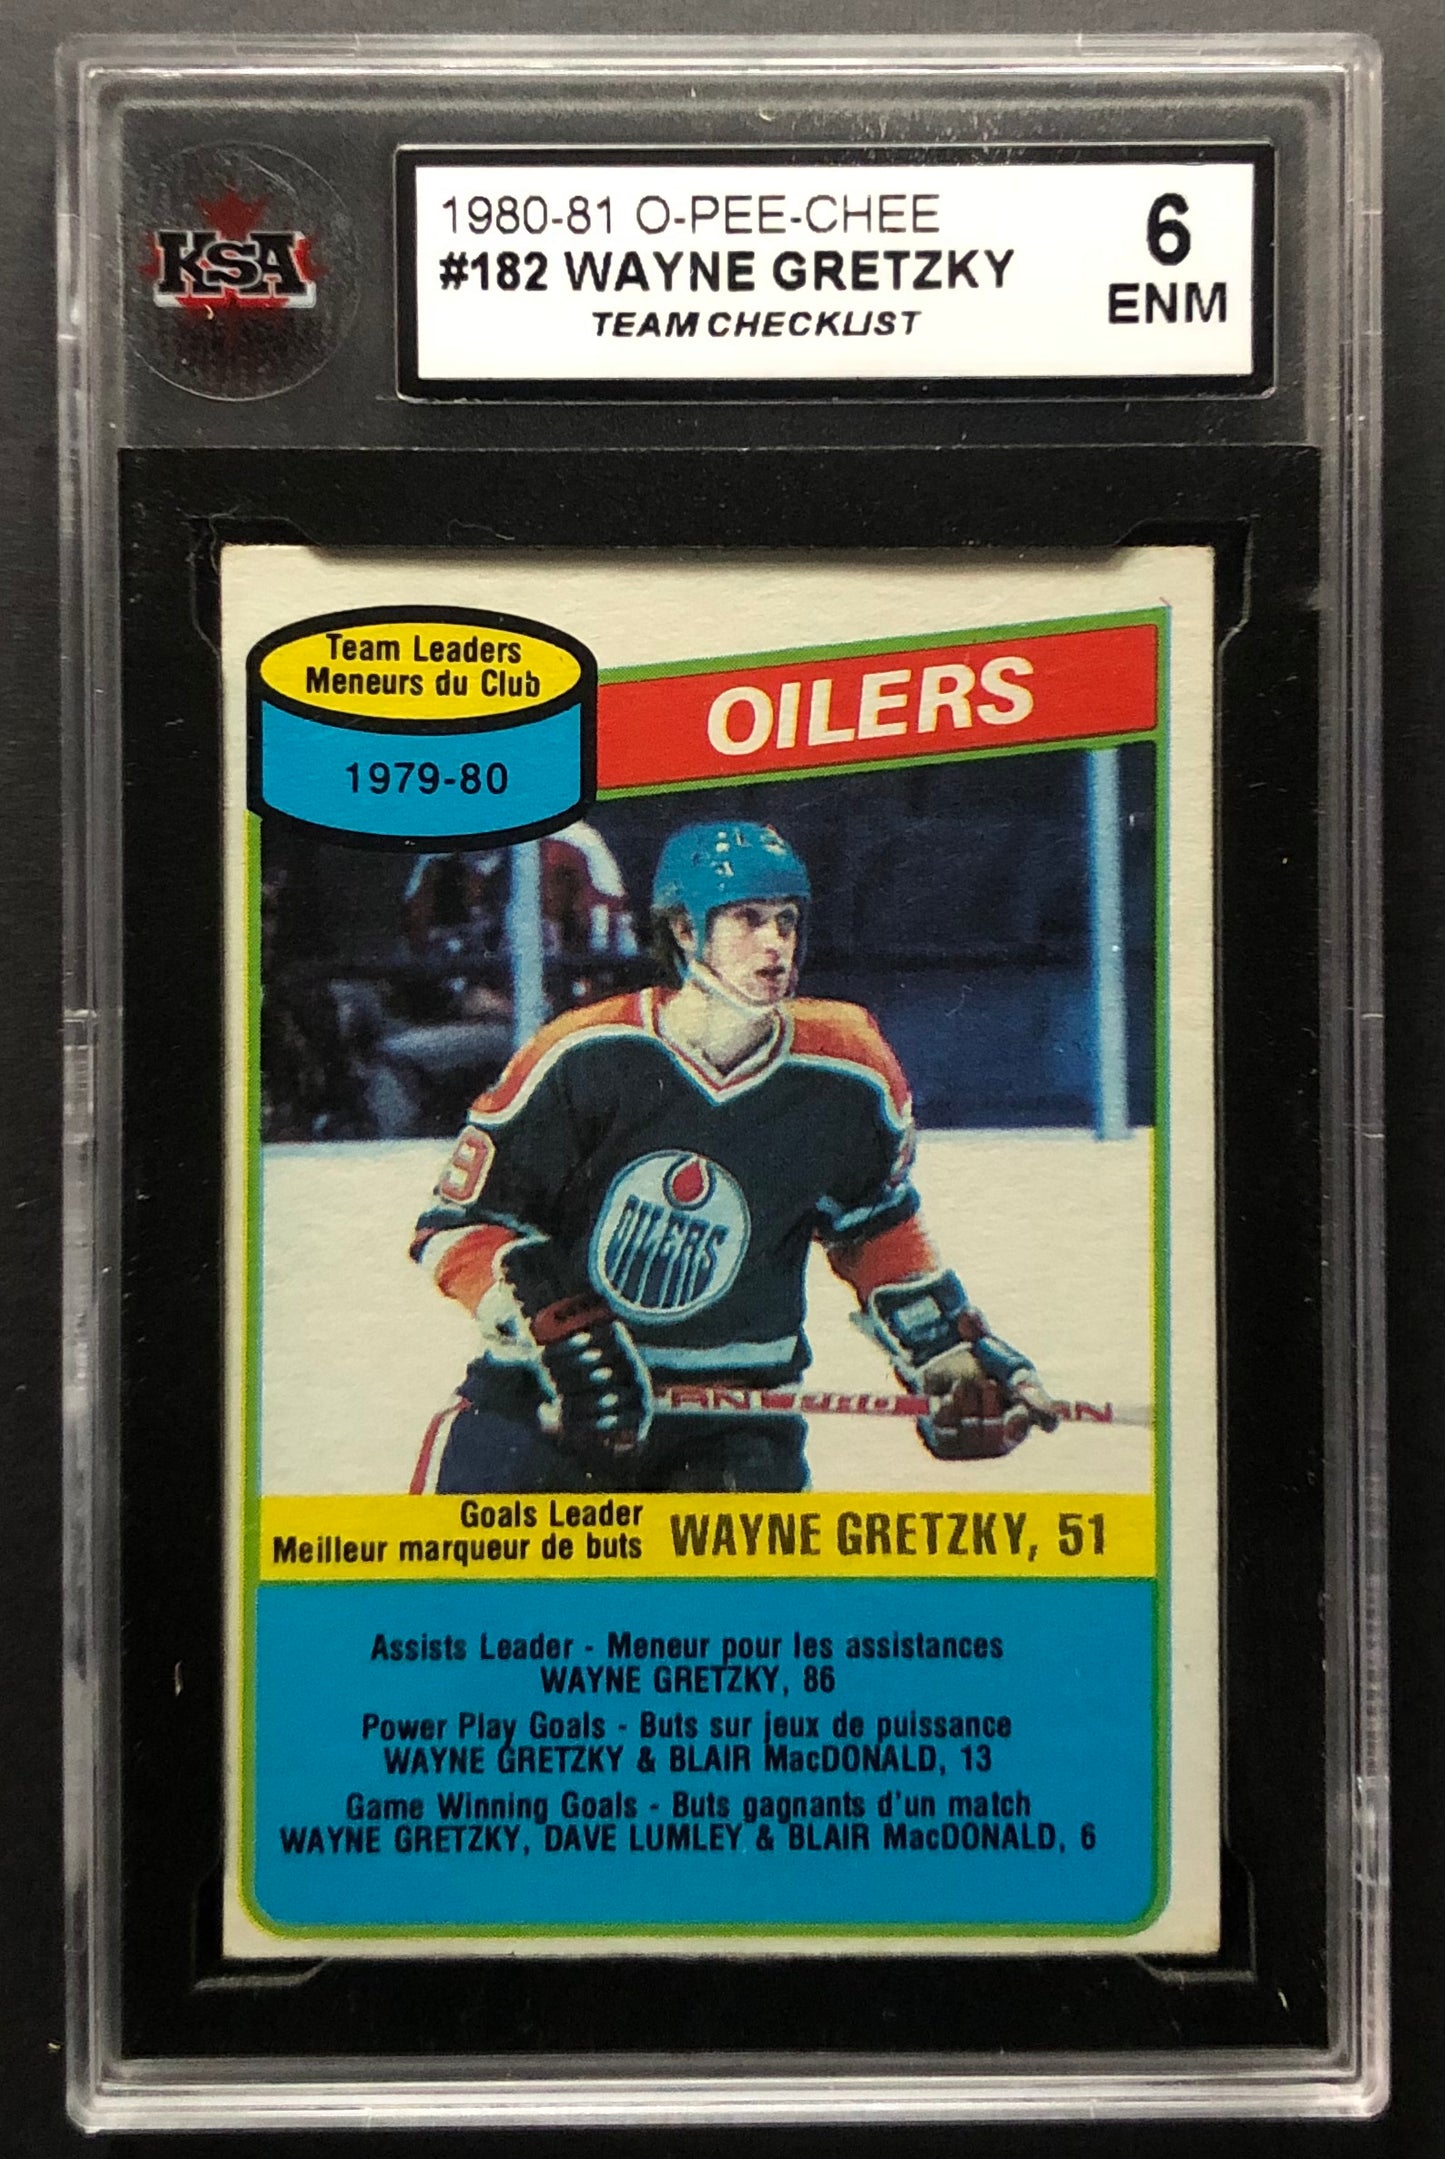 KSA
1980-81 O-PEE-CHEE
#182 WAYNE GRETZKY
TEAM CHECKLIST
6
ENM
Team Leaders
Meneurs du Club
1979-80
OILERS
9
OILERS
Goals Leader
Meilleur marqueur de buts
WAYNE GRETZKY, 51
Assists Leader - Meneur pour les assistances
WAYNE GRETZKY, 86
Power Play Goals - Buts sur jeux de puissance
WAYNE GRETZKY & BLAIR MacDONALD, 13
Game Winning Goals - Buts gagnants d'un match
WAYNE GRETZKY, DAVE LUMLEY & BLAIR MacDONALD, 6